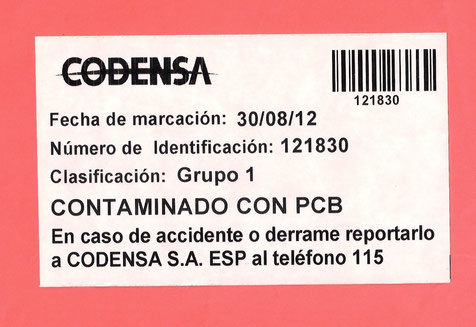 CODENSA
121830
Fecha de marcación: 30/08/12
Número de Identificación: 121830
Clasificación: Grupo 1
CONTAMINADO CON PCB
En caso de accidente o derrame reportarlo
a CODENSA S.A. ESP al teléfono 115